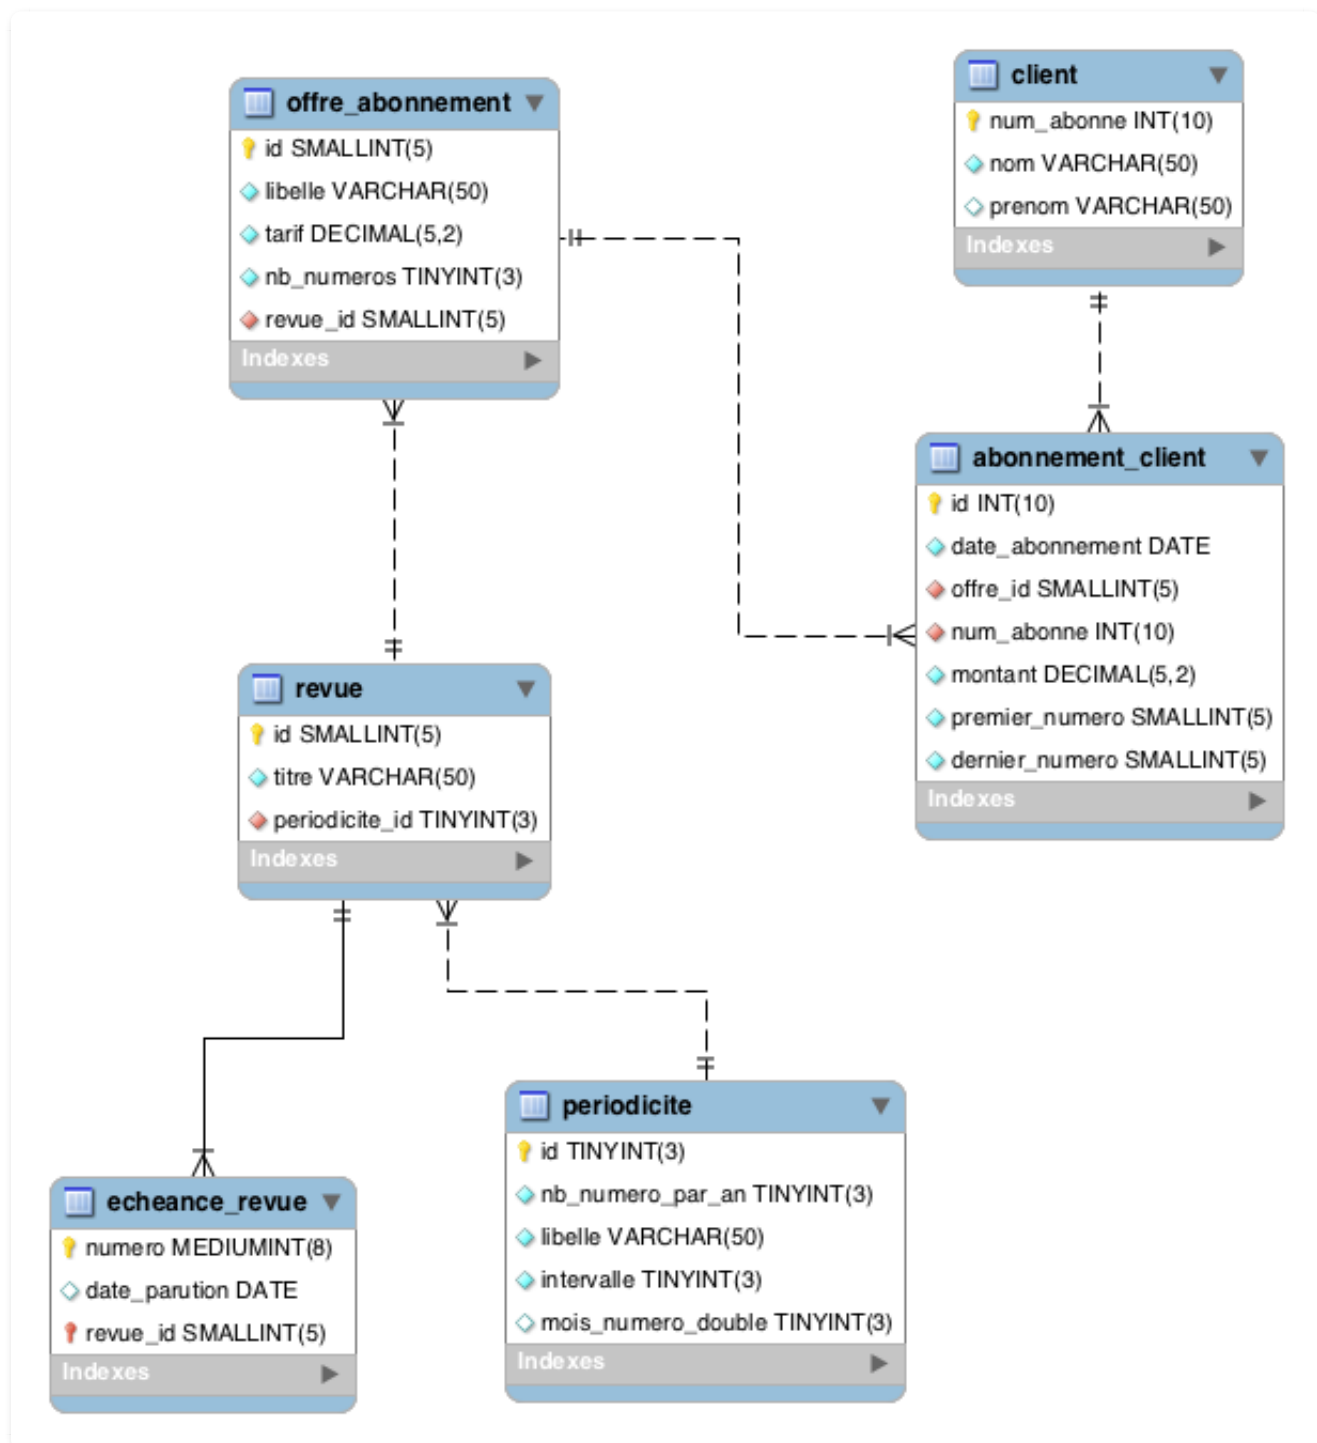 offre_abonnement
id SMALLINT(5)
libelle VARCHAR(50)
tarif DECIMAL(5,2)
nb_numeros TINYINT(3)
revue_id SMALLINT(5)
Indexes
client
num_abonne INT(10)
nom VARCHAR(50)
prenom VARCHAR(50)
Indexes
abonnement_client
id INT(10)
date_abonnement DATE
offre_id SMALLINT(5)
num_abonne INT(10)
montant DECIMAL(5,2)
premier_numero SMALLINT(5)
dernier_numero SMALLINT(5)
Indexes
revue
id SMALLINT(5)
titre VARCHAR(50)
periodicite_id TINYINT(3)
Indexes
periodicite
id TINYINT(3)
nb_numero_par_an TINYINT(3)
libelle VARCHAR(50)
intervalle TINYINT(3)
mois_numero_double TINYINT(3)
Indexes
echeance_revue
numero MEDIUMINT(8)
date_parution DATE
revue_id SMALLINT(5)
Indexes